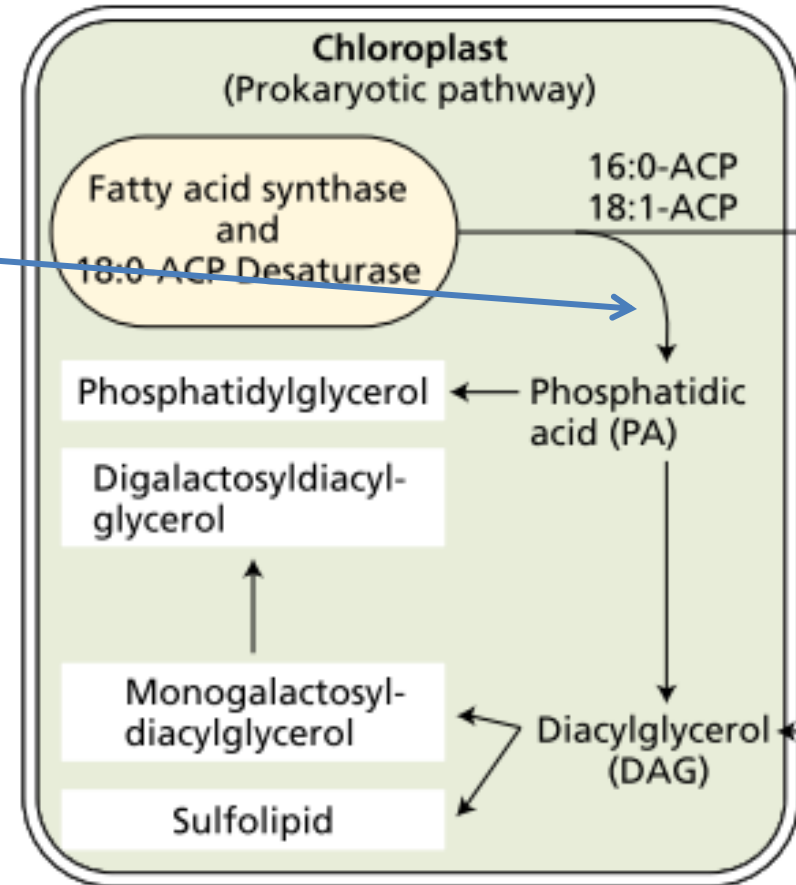 Chloroplast
(Prokaryotic pathway)
16:0-ACP
18:1-ACP
Fatty acid synthase
and
18:0-ACP Desaturase
Phosphatidylglycerol
Phosphatidic
acid (PA)
Digalactosyldiacyl-
glycerol
Monogalactosyl-
diacylglycerol
Diacylglycerol
(DAG)
Sulfolipid